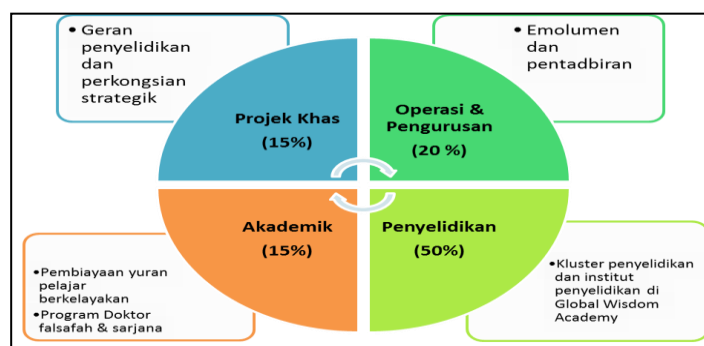 • Geran
penyelidikan
dan
perkongsian
strategik
• Emolumen
dan
pentadbiran
Projek Khas
(15%)
Operasi &
Pengurusan
(20 %)
Akademik
(15%)
Penyelidikan
(50%)
•Pembiayaan yuran
pelajar
berkelayakan
•Program Doktor
falsafah & sarjana
•Kluster penyelidikan
dan institut
penyelidikan di
Global Wisdom
Academy